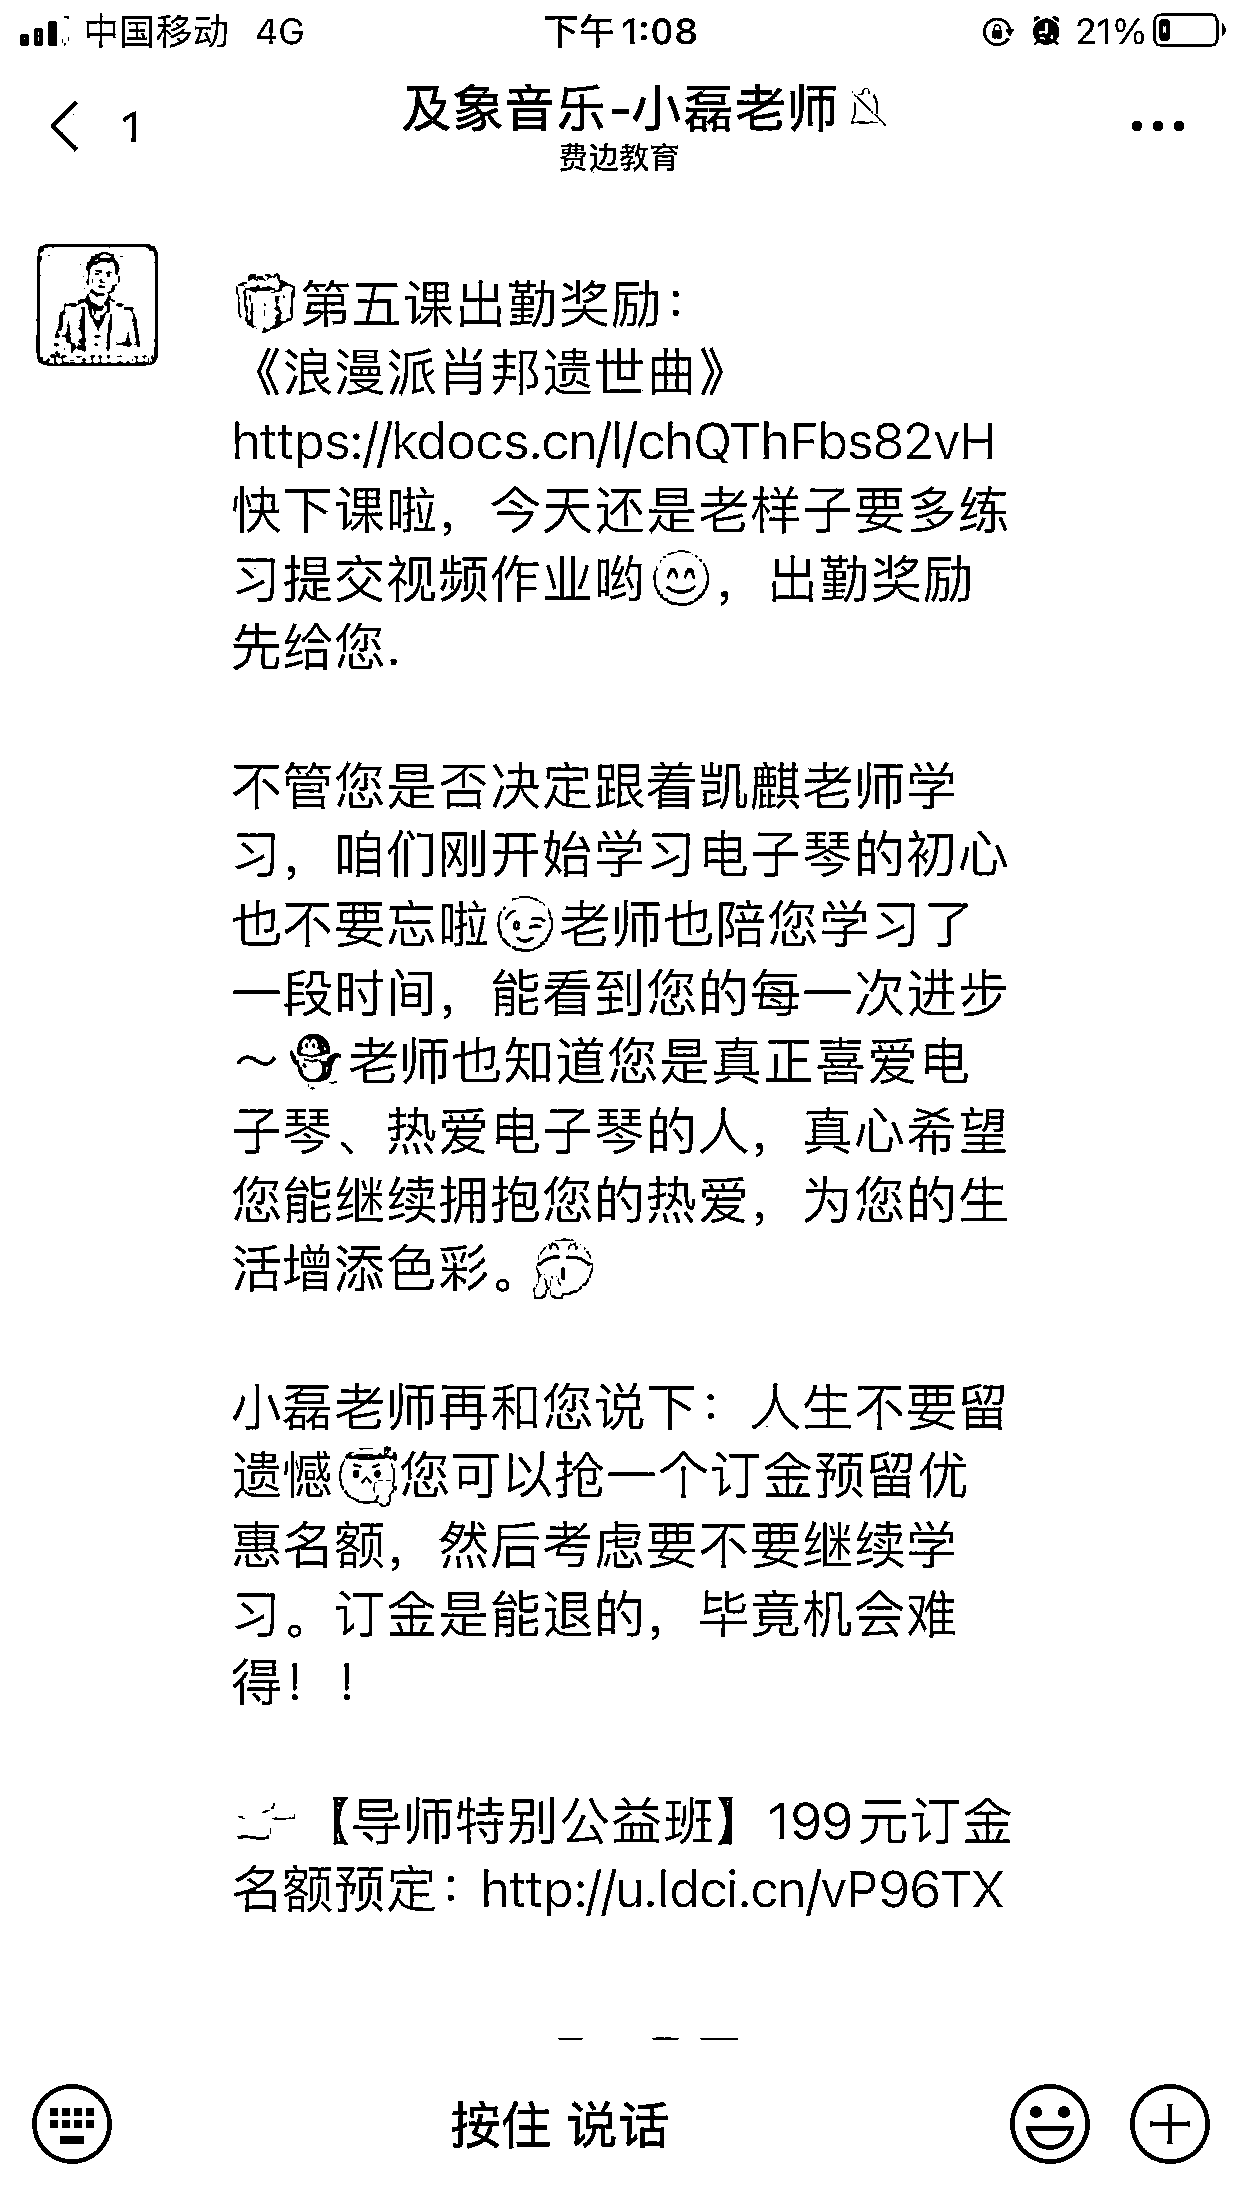 中国移动 4G 下午1:08 21%
1 及象音乐-小磊老师
费边教育
第五课出勤奖励：
《浪漫派肖邦遗世曲》
https://kdocs.cn/l/chQThFbs82vH
快下课啦，今天还是老样子要多练
习提交视频作业哟😊，出勤奖励
先给您.
不管您是否决定跟着凯麒老师学
习，咱们刚开始学习电子琴的初心
也不要忘啦😉老师也陪您学习了
一段时间，能看到您的每一次进步
～🐧老师也知道您是真正喜爱电
子琴、热爱电子琴的人，真心希望
您能继续拥抱您的热爱，为您的生
活增添色彩。
小磊老师再和您说下：人生不要留
遗憾您可以抢一个订金预留优
惠名额，然后考虑要不要继续学
习。订金是能退的，毕竟机会难
得！！
【导师特别公益班】199元订金
名额预定：http://u.ldci.cn/vP96TX
按住 说话